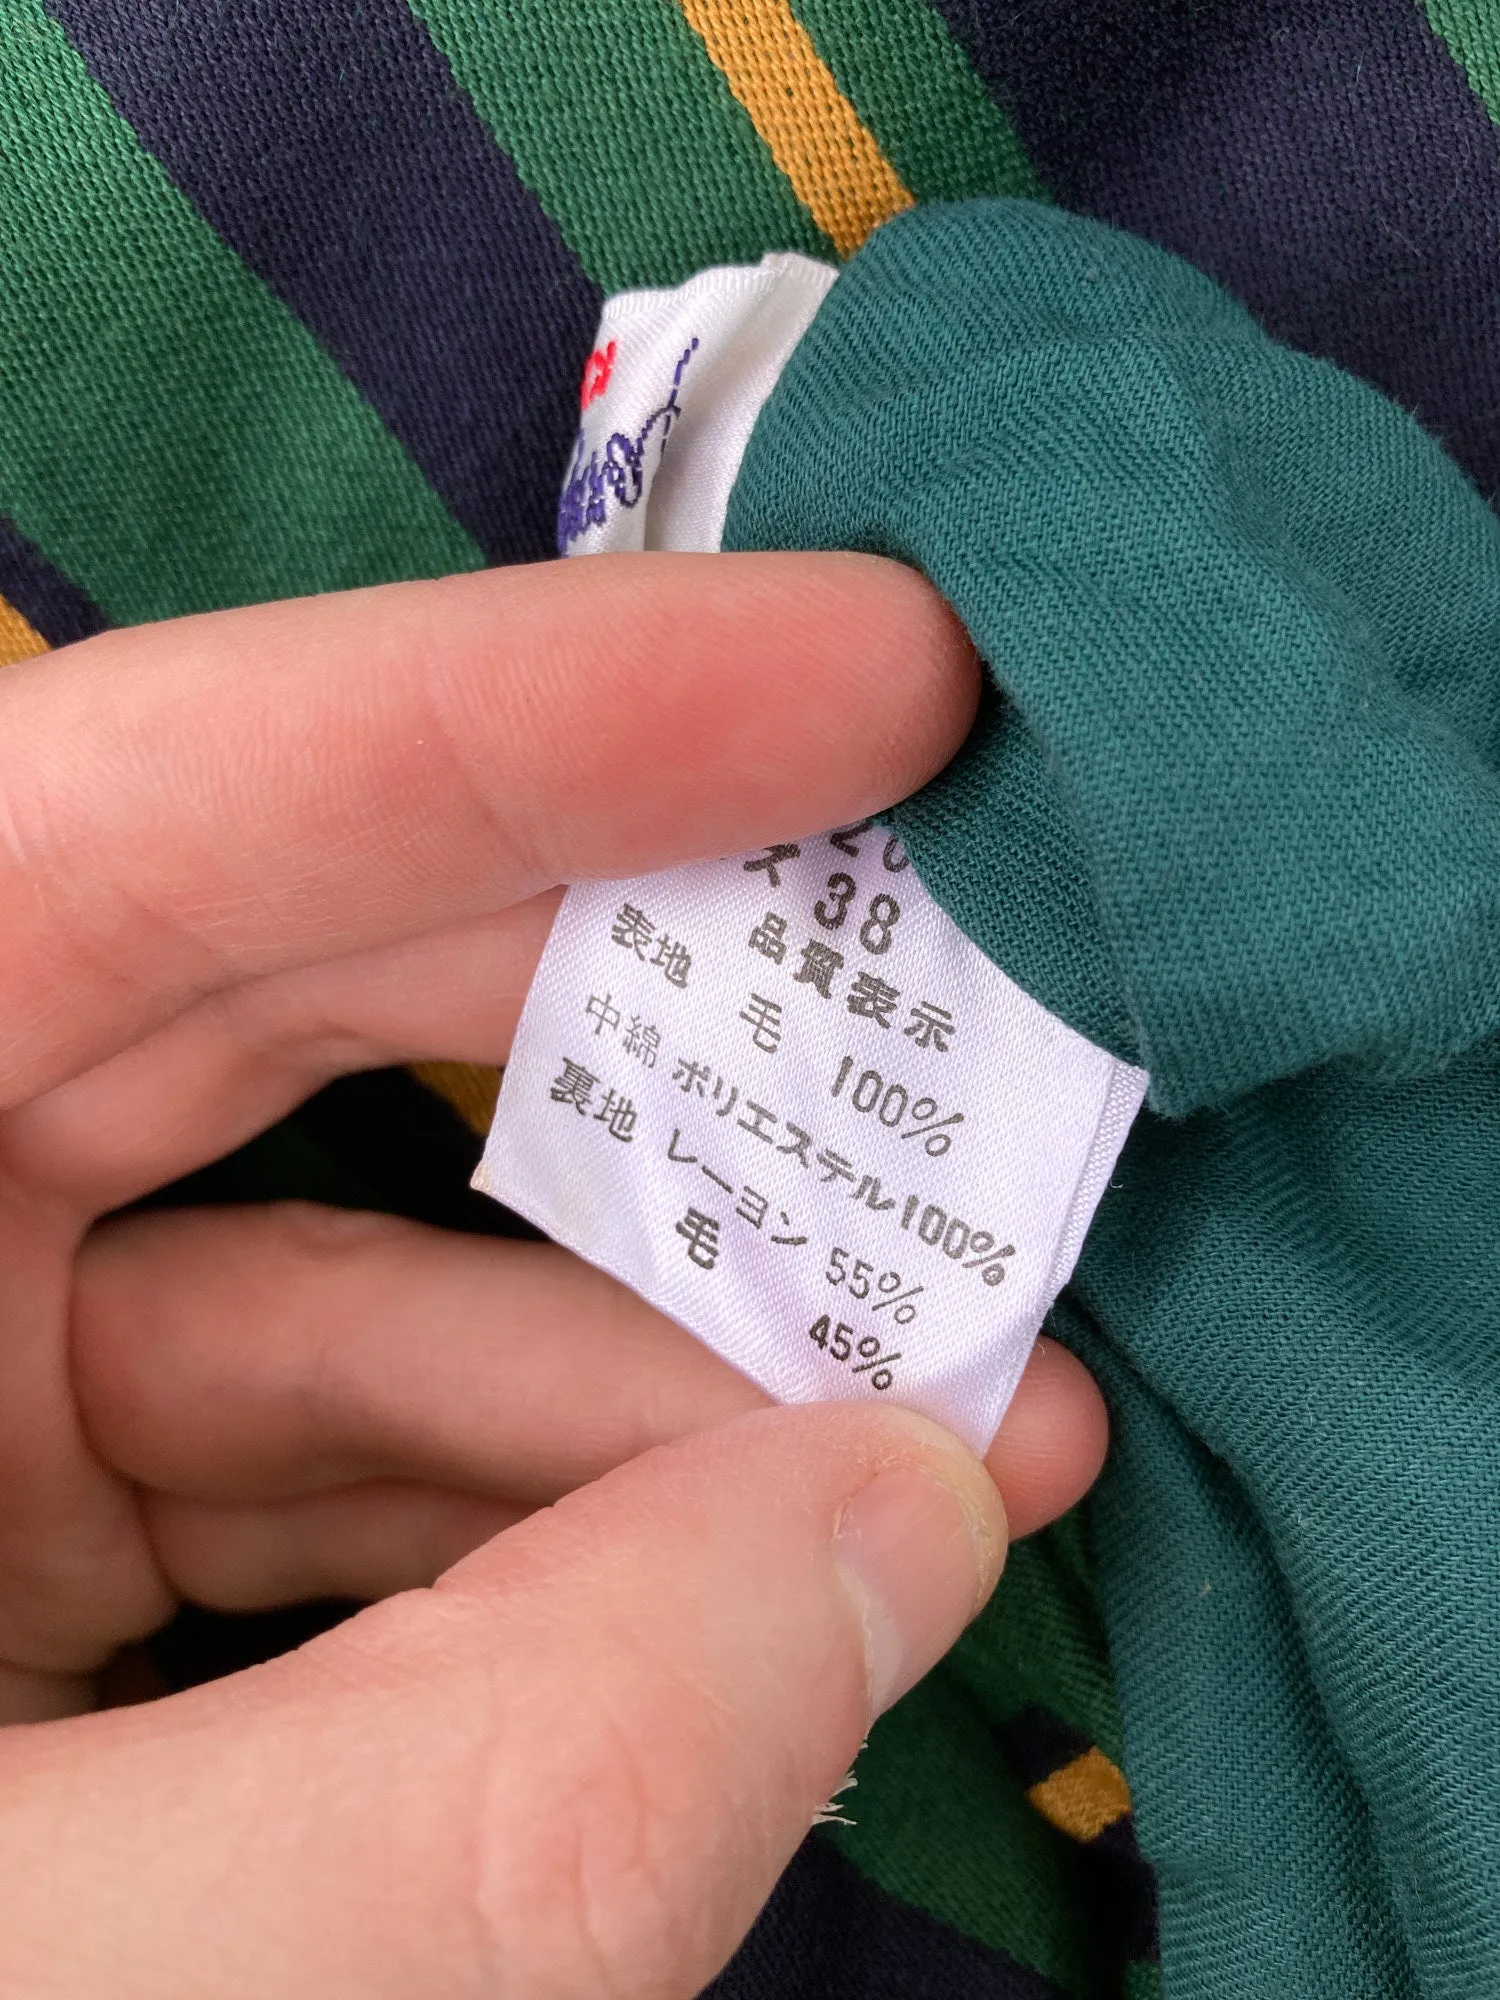 ズ 38
品質表示
表地 毛 100%
中綿 ポリエステル100%
裏地 レーヨン 55%
毛 45%